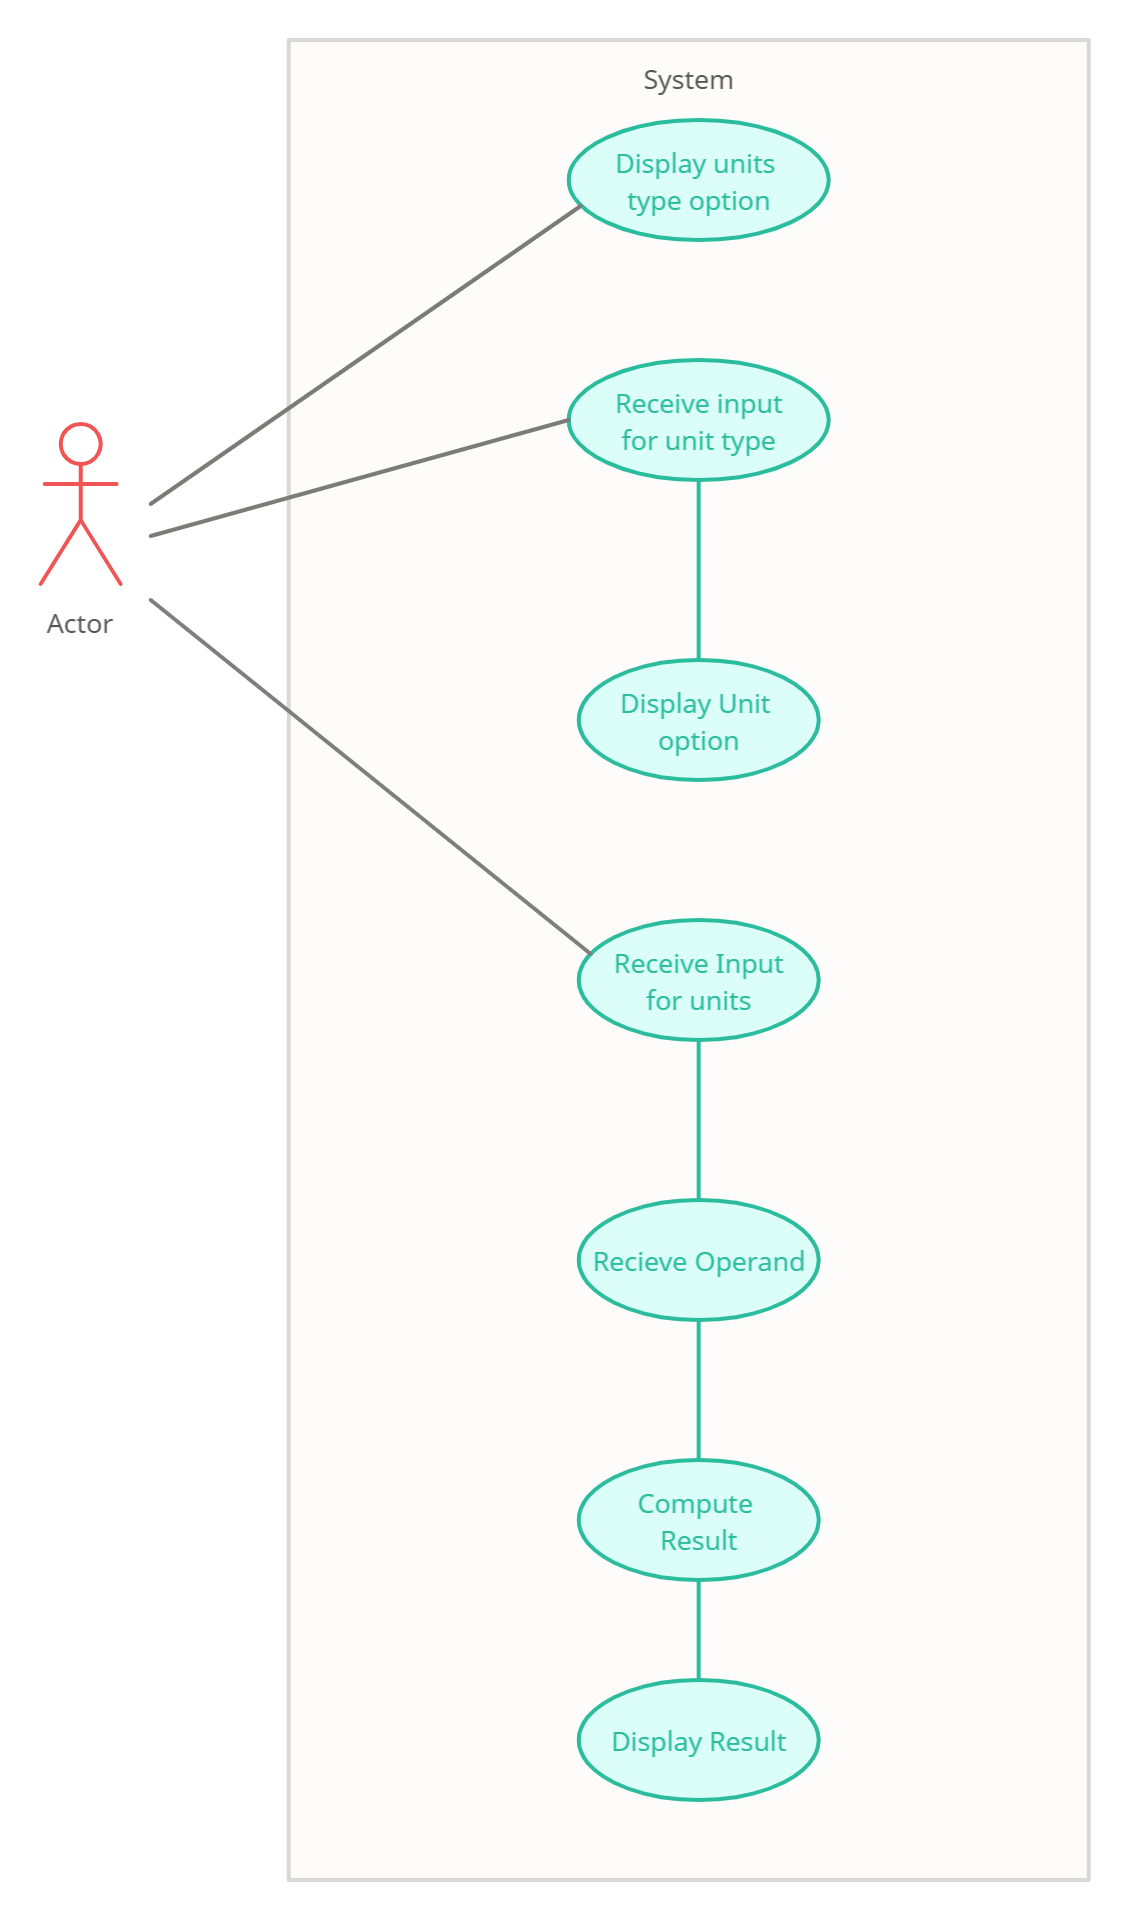 System
Display units
type option
Receive input
for unit type
Actor
Display Unit
option
Receive Input
for units
Recieve Operand
Compute
Result
Display Result